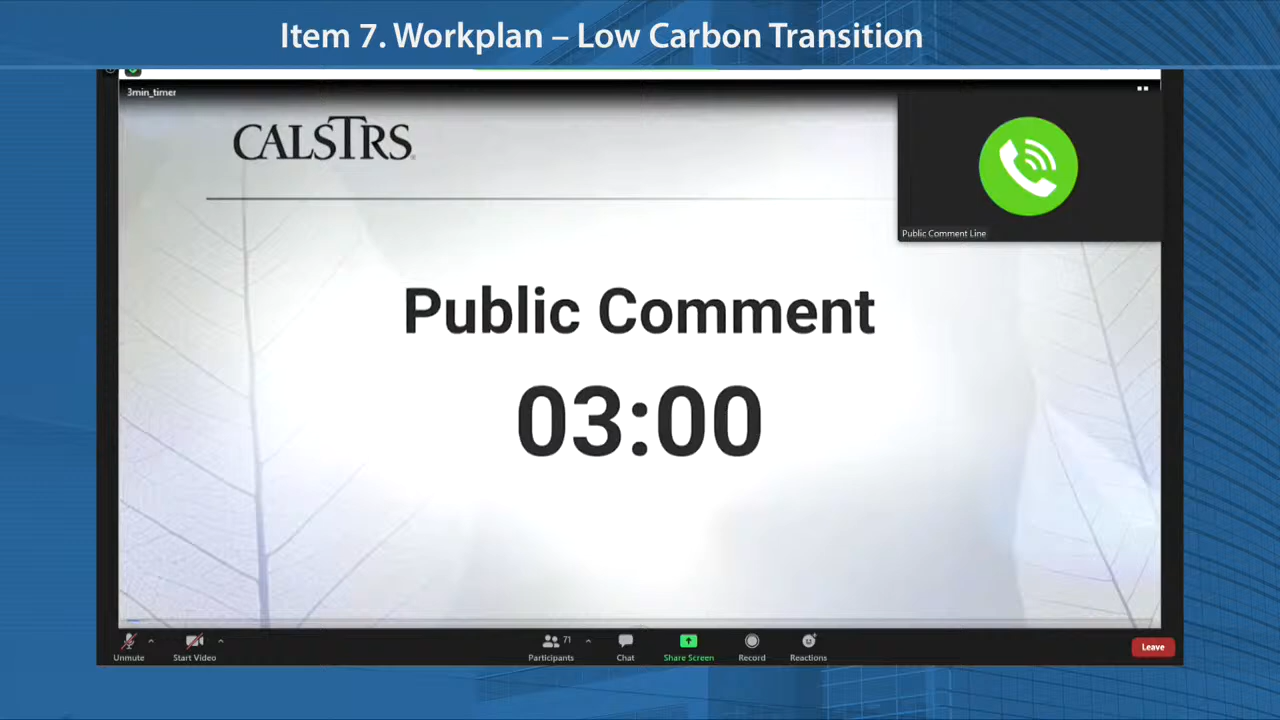 Item 7. Workplan – Low Carbon Transition
3min_timer
CALSTRS
Public Comment Line
Public Comment
03:00
Unmute
Start Video
71
Participants
Chat
Share Screen
Record
Reactions
Leave